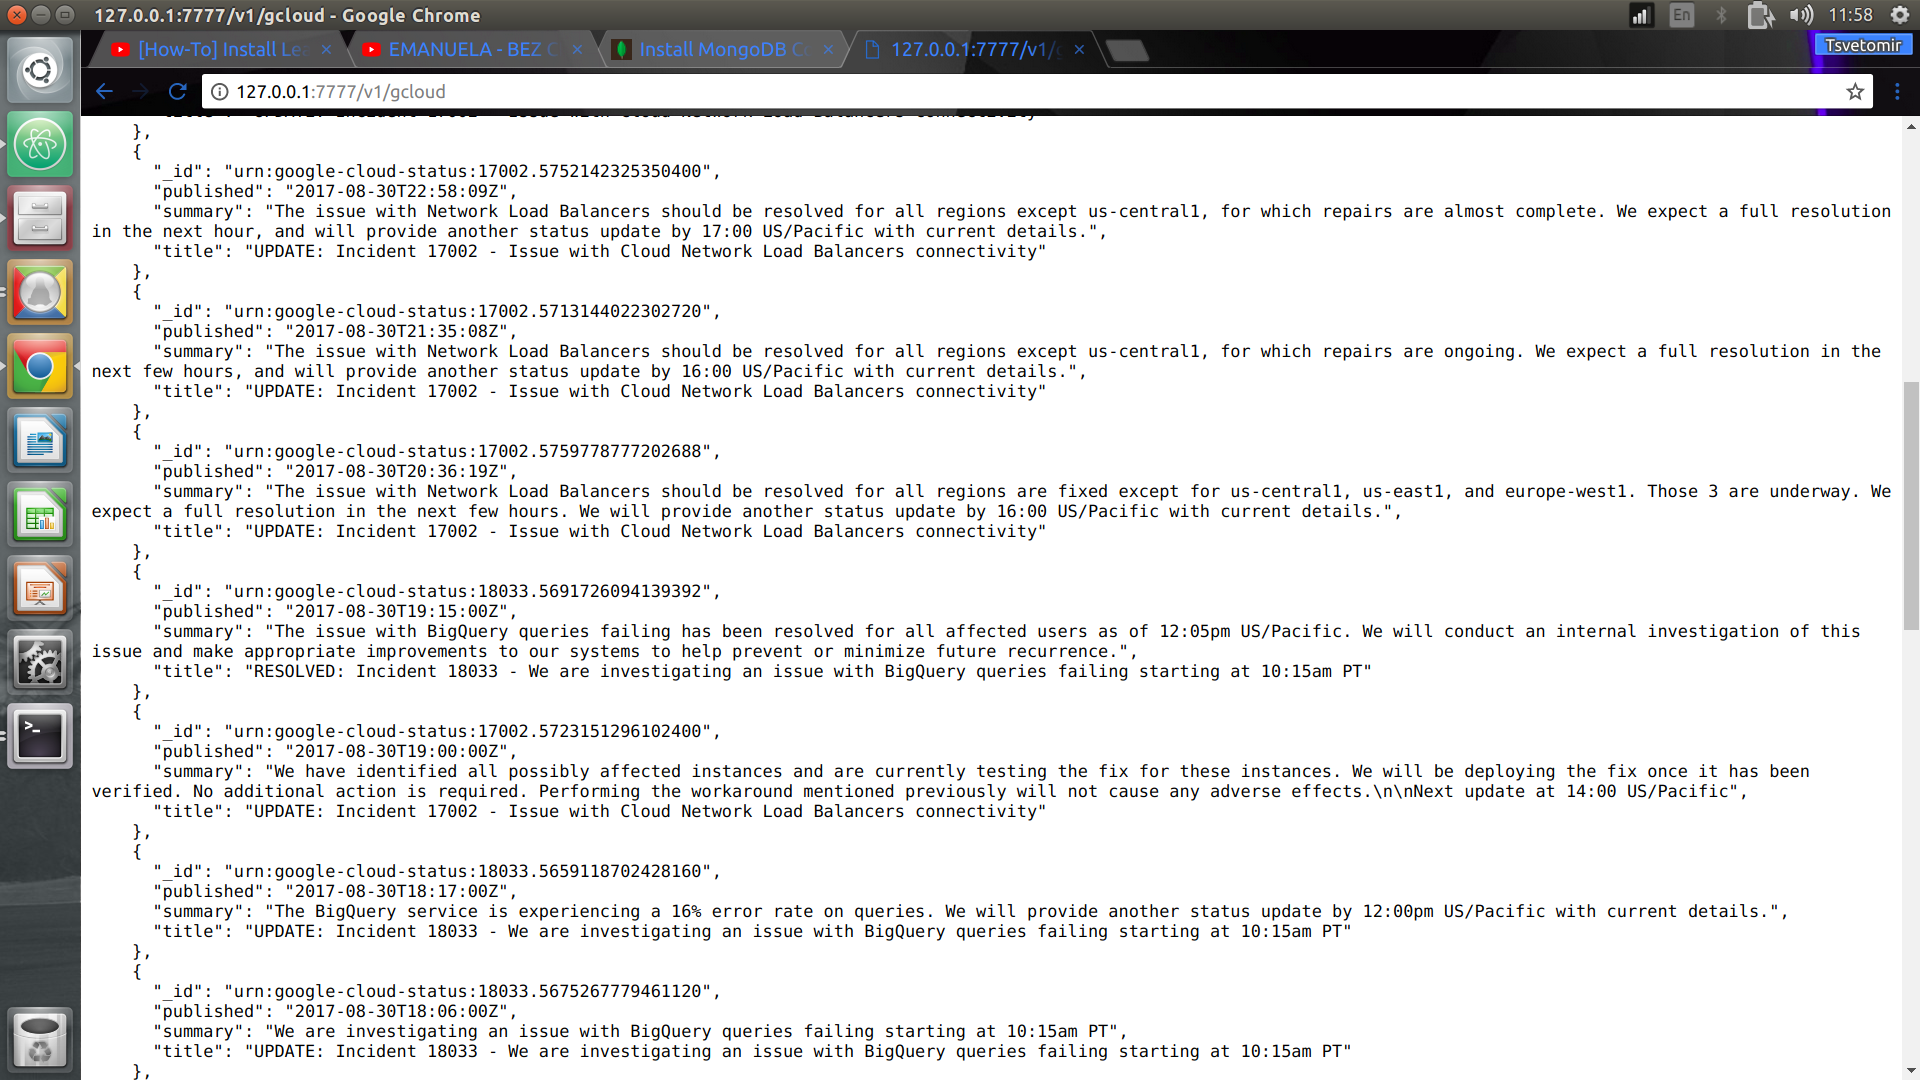 127.0.0.1:7777/v1/gcloud - Google Chrome
En
11:58
[How-To] Install Le
EMANUELA - BEZ
Install MongoDB C
127.0.0.1:7777/v1/g
Tsvetomir
127.0.0.1:7777/v1/gcloud
},
{
"_id": "urn:google-cloud-status:17002.5752142325350400",
"published": "2017-08-30T22:58:09Z",
"summary": "The issue with Network Load Balancers should be resolved for all regions except us-central1, for which repairs are almost complete. We expect a full resolution
in the next hour, and will provide another status update by 17:00 US/Pacific with current details.",
"title": "UPDATE: Incident 17002 - Issue with Cloud Network Load Balancers connectivity"
},
{
"_id": "urn:google-cloud-status:17002.5713144022302720",
"published": "2017-08-30T21:35:08Z",
"summary": "The issue with Network Load Balancers should be resolved for all regions except us-central1, for which repairs are ongoing. We expect a full resolution in the
next few hours, and will provide another status update by 16:00 US/Pacific with current details.",
"title": "UPDATE: Incident 17002 - Issue with Cloud Network Load Balancers connectivity"
},
{
"_id": "urn:google-cloud-status:17002.5759778777202688",
"published": "2017-08-30T20:36:19Z",
"summary": "The issue with Network Load Balancers should be resolved for all regions are fixed except for us-central1, us-east1, and europe-west1. Those 3 are underway. We
expect a full resolution in the next few hours. We will provide another status update by 16:00 US/Pacific with current details.",
"title": "UPDATE: Incident 17002 - Issue with Cloud Network Load Balancers connectivity"
},
{
"_id": "urn:google-cloud-status:18033.5691726094139392",
"published": "2017-08-30T19:15:00Z",
"summary": "The issue with BigQuery queries failing has been resolved for all affected users as of 12:05pm US/Pacific. We will conduct an internal investigation of this
issue and make appropriate improvements to our systems to help prevent or minimize future recurrence.",
"title": "RESOLVED: Incident 18033 - We are investigating an issue with BigQuery queries failing starting at 10:15am PT"
},
{
"_id": "urn:google-cloud-status:17002.5723151296102400",
"published": "2017-08-30T19:00:00Z",
"summary": "We have identified all possibly affected instances and are currently testing the fix for these instances. We will be deploying the fix once it has been
verified. No additional action is required. Performing the workaround mentioned previously will not cause any adverse effects.\n\nNext update at 14:00 US/Pacific",
"title": "UPDATE: Incident 17002 - Issue with Cloud Network Load Balancers connectivity"
},
{
"_id": "urn:google-cloud-status:18033.5659118702428160",
"published": "2017-08-30T18:17:00Z",
"summary": "The BigQuery service is experiencing a 16% error rate on queries. We will provide another status update by 12:00pm US/Pacific with current details.",
"title": "UPDATE: Incident 18033 - We are investigating an issue with BigQuery queries failing starting at 10:15am PT"
},
{
"_id": "urn:google-cloud-status:18033.5675267779461120",
"published": "2017-08-30T18:06:00Z",
"summary": "We are investigating an issue with BigQuery queries failing starting at 10:15am PT",
"title": "UPDATE: Incident 18033 - We are investigating an issue with BigQuery queries failing starting at 10:15am PT"
},